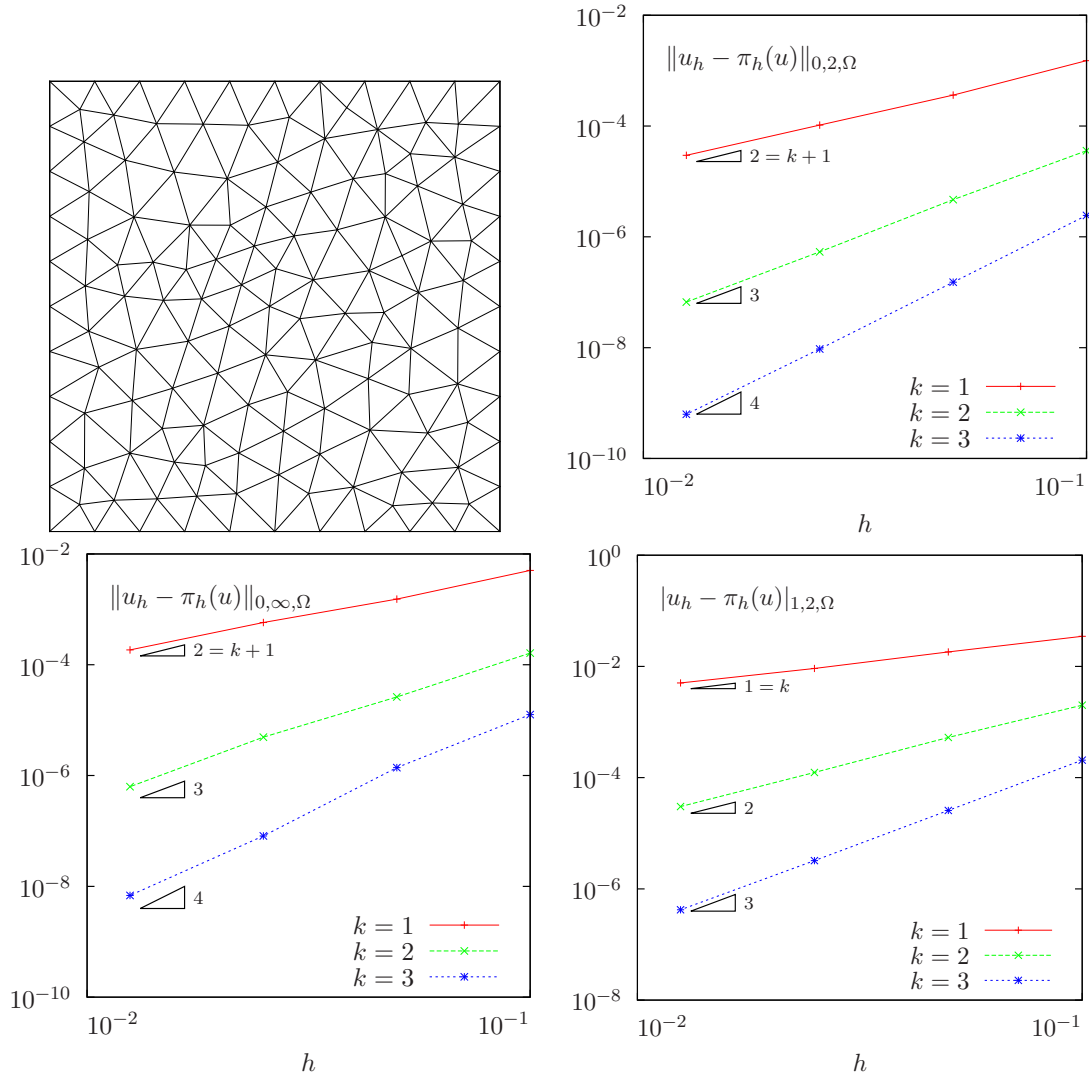 10^{-2}
‖u_h − π_h(u)‖_{0,2,Ω}
10^{-4}
2 = k + 1
10^{-6}
3
10^{-8}
4
k = 1
k = 2
k = 3
10^{-10}
10^{-2} 10^{-1}
h
10^{-2}
‖u_h − π_h(u)‖_{0,∞,Ω}
2 = k + 1
10^{-4}
3
10^{-6}
4
10^{-8}
k = 1
k = 2
k = 3
10^{-10}
10^{-2} 10^{-1}
h
10^{0}
|u_h − π_h(u)|_{1,2,Ω}
10^{-2}
1 = k
10^{-4}
2
10^{-6}
3
k = 1
k = 2
k = 3
10^{-8}
10^{-2} 10^{-1}
h